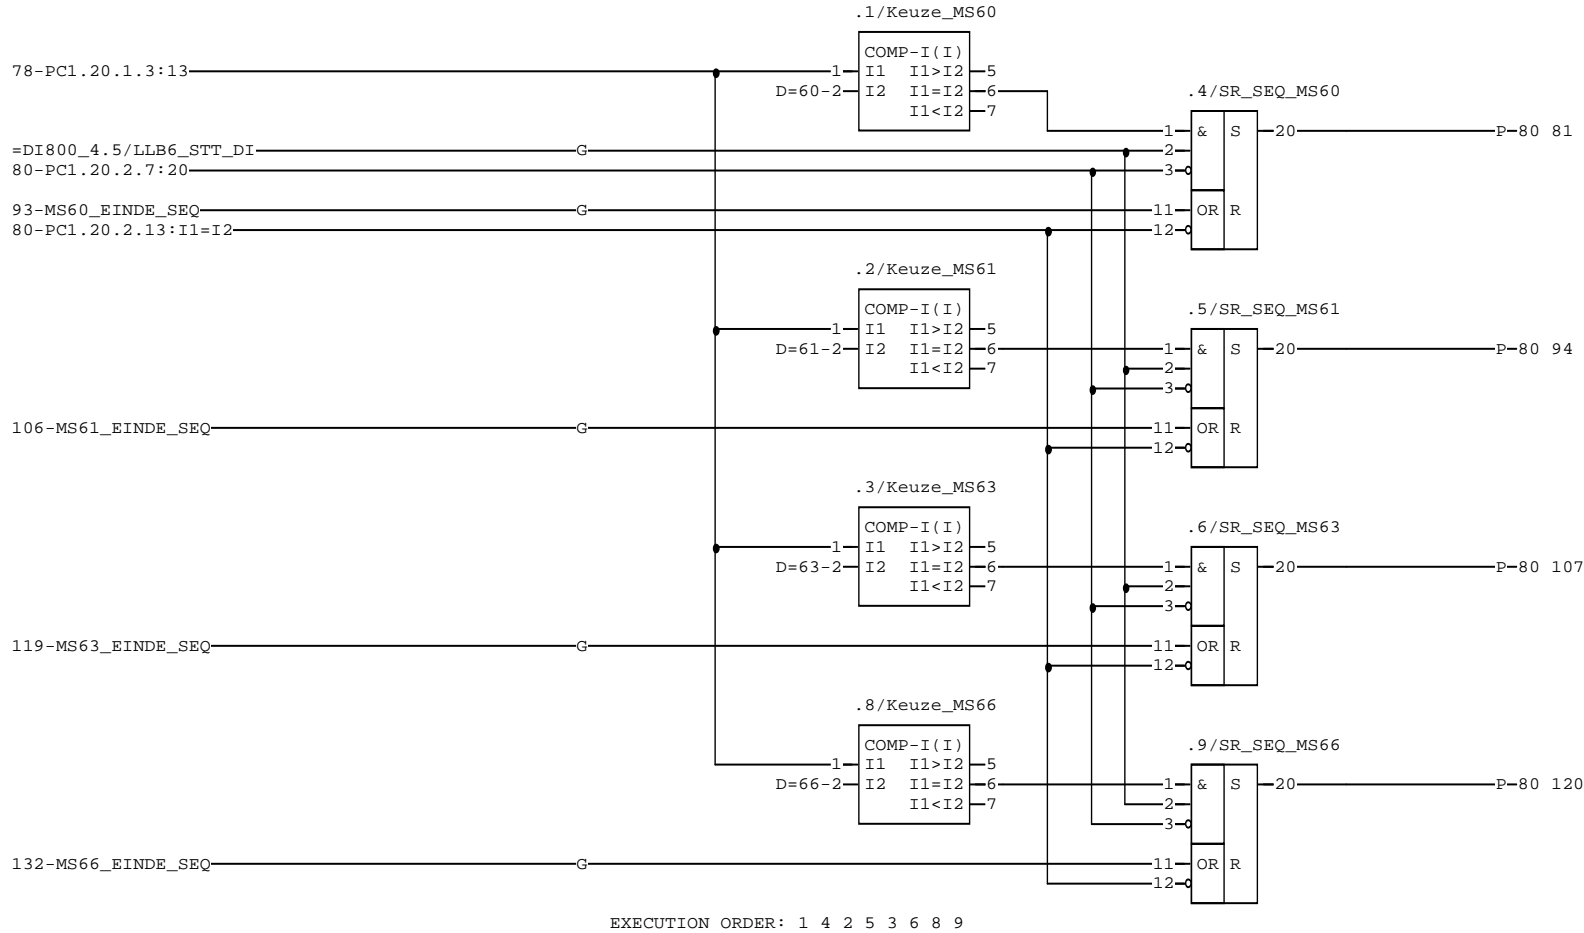 .1/Keuze_MS60
COMP-I(I)
78-PC1.20.1.3:13 1 I1 I1>I2 5
D=60-2 I2 I1=I2 6
I1<I2 7
.4/SR_SEQ_MS60
1 & S 20 P-80 81
=DI800_4.5/LLB6_STT_DI G 2
80-PC1.20.2.7:20 3
93-MS60_EINDE_SEQ G 11 OR R
80-PC1.20.2.13:I1=I2 12
.2/Keuze_MS61
COMP-I(I)
.5/SR_SEQ_MS61
1 I1 I1>I2 5
D=61-2 I2 I1=I2 6 1 & S 20 P-80 94
I1<I2 7 2
3
106-MS61_EINDE_SEQ G 11 OR R
12
.3/Keuze_MS63
COMP-I(I)
.6/SR_SEQ_MS63
1 I1 I1>I2 5
D=63-2 I2 I1=I2 6 1 & S 20 P-80 107
I1<I2 7 2
3
119-MS63_EINDE_SEQ G 11 OR R
12
.8/Keuze_MS66
COMP-I(I)
.9/SR_SEQ_MS66
1 I1 I1>I2 5
D=66-2 I2 I1=I2 6 1 & S 20 P-80 120
I1<I2 7 2
3
132-MS66_EINDE_SEQ G 11 OR R
12
EXECUTION ORDER: 1 4 2 5 3 6 8 9